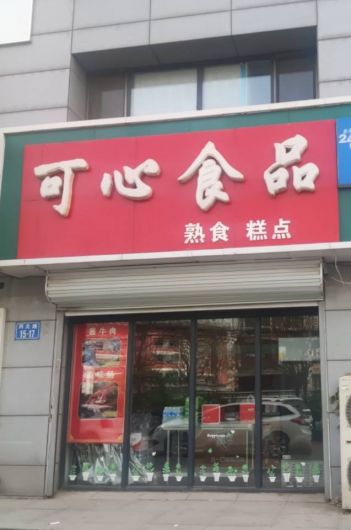 可心食品
熟食 糕点
15-17
酱牛肉